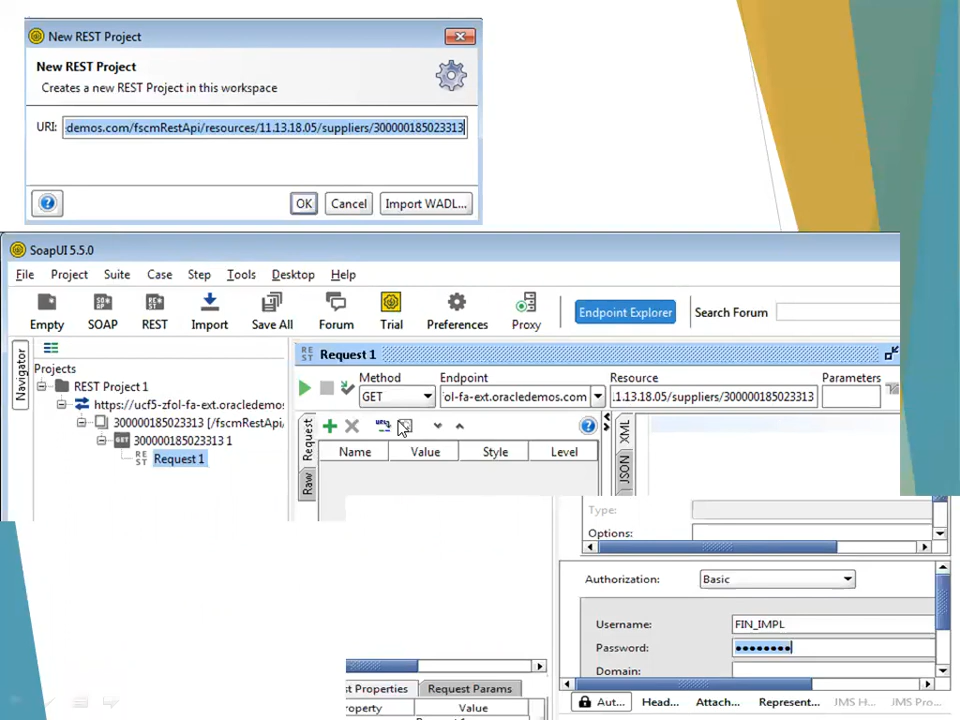 New REST Project
New REST Project
Creates a new REST Project in this workspace
URI: demos.com/fscmRestApi/resources/11.13.18.05/suppliers/300000185023313
OK Cancel Import WADL...
SoapUI 5.5.0
File Project Suite Case Step Tools Desktop Help
Empty SOAP REST Import Save All Forum Trial Preferences Proxy Endpoint Explorer Search Forum
Navigator
Projects
REST Project 1
https://ucf5-zfol-fa-ext.oracledemos
300000185023313 [/fscmRestApi/
300000185023313 1
Request 1
Request 1
Method Endpoint Resource Parameters
GET ol-fa-ext.oracledemos.com .1.13.18.05/suppliers/300000185023313
Request
Raw
Name Value Style Level
XML
JSON
Type:
Options:
Authorization: Basic
Username: FIN_IMPL
Password: ●●●●●●●●
Domain:
st Properties Request Params
operty Value
Aut... Head... Attach... Represent... JMS H... JMS Pro...